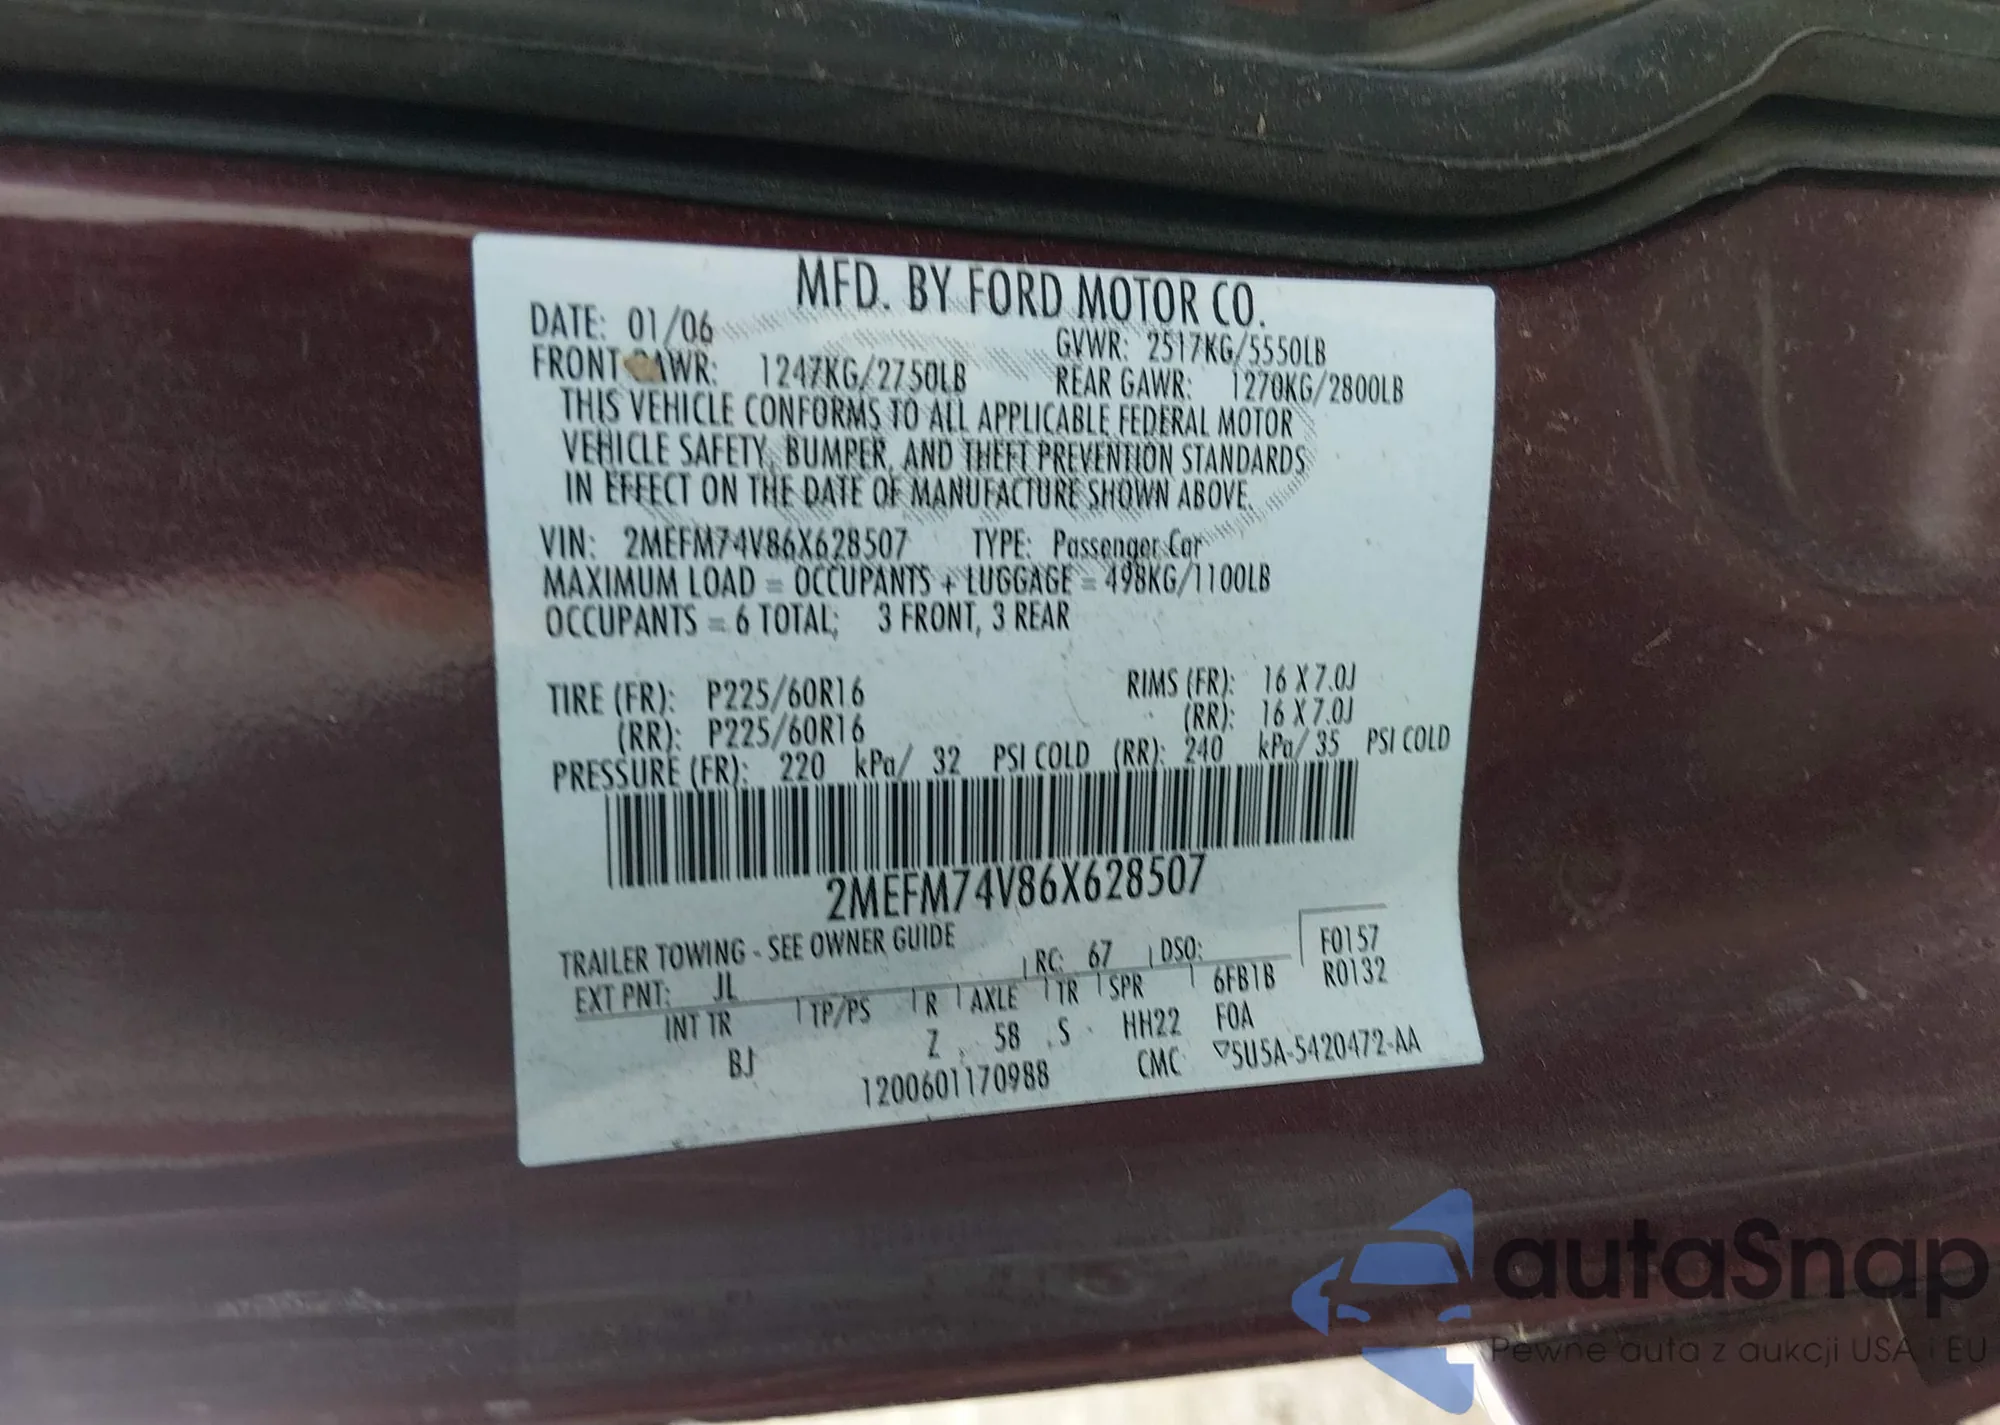 MFD. BY FORD MOTOR CO.
DATE: 01/06 GVWR: 2517KG/5550LB
FRONT GAWR: 1247KG/2750LB REAR GAWR: 1270KG/2800LB
THIS VEHICLE CONFORMS TO ALL APPLICABLE FEDERAL MOTOR
VEHICLE SAFETY, BUMPER, AND THEFT PREVENTION STANDARDS
IN EFFECT ON THE DATE OF MANUFACTURE SHOWN ABOVE.
VIN: 2MEFM74V86X628507 TYPE: Passenger Car
MAXIMUM LOAD = OCCUPANTS + LUGGAGE = 498KG/1100LB
OCCUPANTS = 6 TOTAL; 3 FRONT, 3 REAR
TIRE (FR): P225/60R16 RIMS (FR): 16 X 7.0J
(RR): P225/60R16 (RR): 16 X 7.0J
PRESSURE (FR): 220 kPa/ 32 PSI COLD (RR): 240 kPa/ 35 PSI COLD
2MEFM74V86X628507
TRAILER TOWING - SEE OWNER GUIDE
EXT PNT: JL RC: 67 DSO: F0157
INT TR TP/PS R AXLE TR SPR 6FB1B R0132
BJ Z 58 S HH22 FOA
1200601170988 CMC ▽5U5A-5420472-AA
autaSnap
Pewne auta z aukcji USA i EU